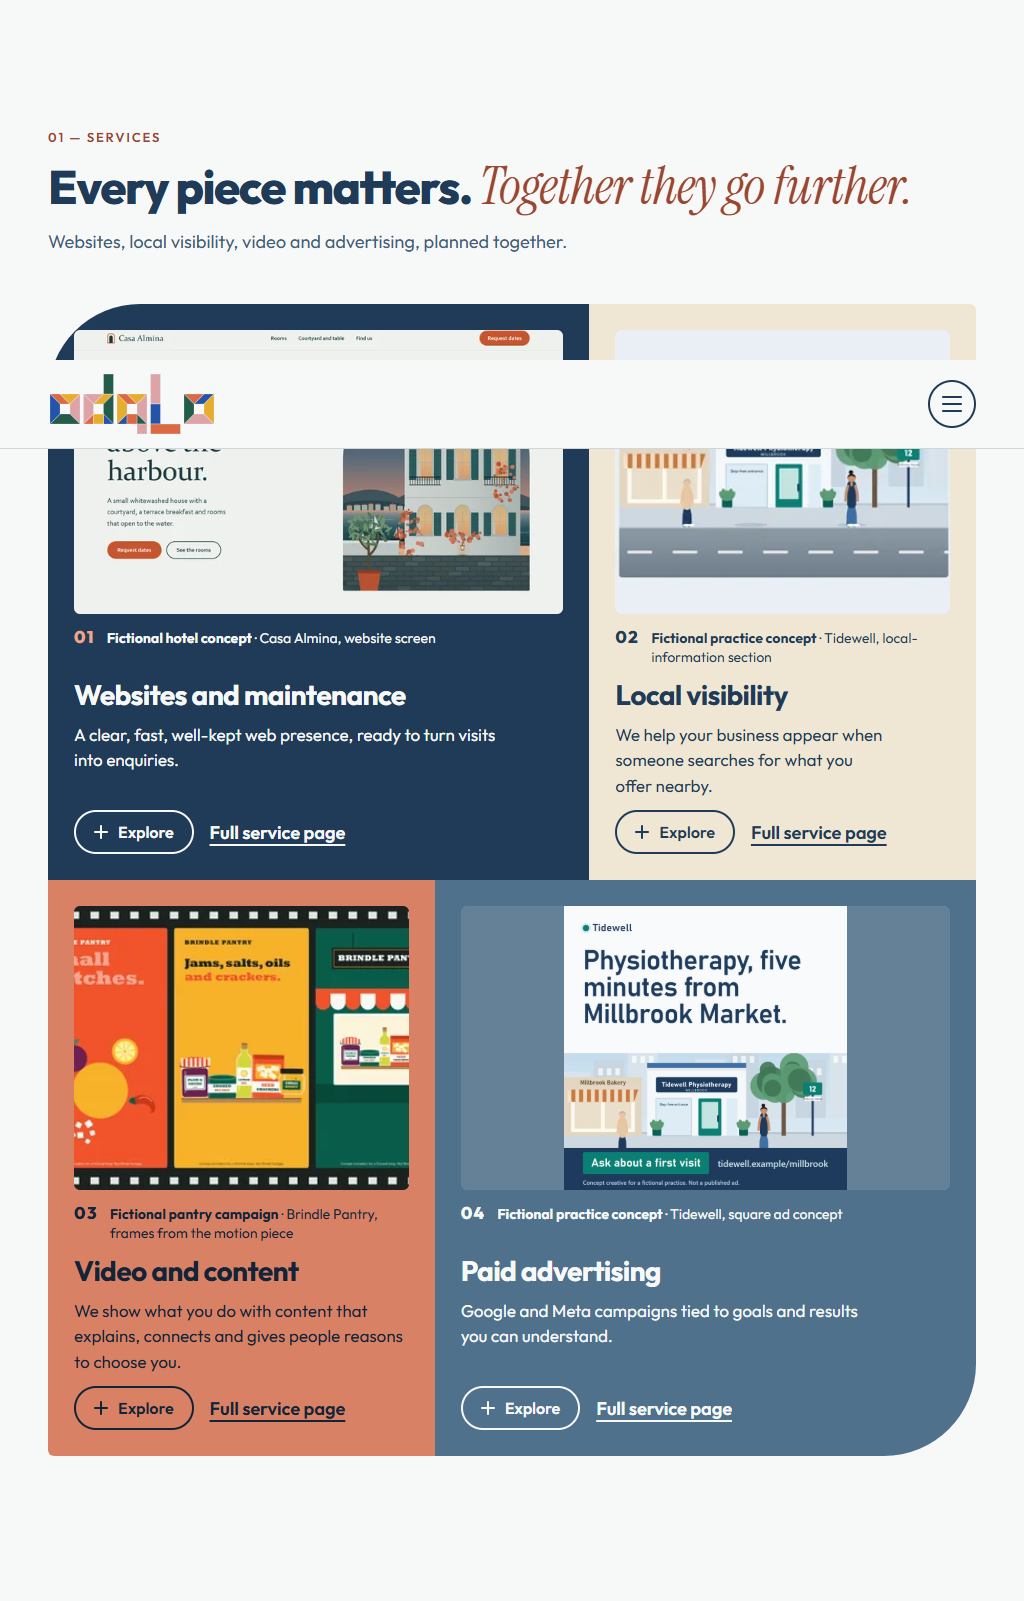 01 — SERVICES
Every piece matters. Together they go further.
Websites, local visibility, video and advertising, planned together.
Casa Almina
Rooms
Courtyard and table
Find us
Request dates
odalo
harbour.
A small whitewashed house with a
courtyard, a terrace breakfast and rooms
that open to the water.
Request dates
See the rooms
12
01 Fictional hotel concept · Casa Almina, website screen
Websites and maintenance
A clear, fast, well-kept web presence, ready to turn visits
into enquiries.
+ Explore
Full service page
02 Fictional practice concept · Tidewell, local-
information section
Local visibility
We help your business appear when
someone searches for what you
offer nearby.
+ Explore
Full service page
E PANTRY
tches.
BRINDLE PANTRY
Jams, salts, oils
and crackers.
BRINDLE PAN
03 Fictional pantry campaign · Brindle Pantry,
frames from the motion piece
Video and content
We show what you do with content that
explains, connects and gives people reasons
to choose you.
+ Explore
Full service page
Tidewell
Physiotherapy, five
minutes from
Millbrook Market.
Millbrook Bakery
Tidewell Physiotherapy
12
Ask about a first visit
tidewell.example/millbrook
Concept creative for a fictional practice. Not a published ad.
04 Fictional practice concept · Tidewell, square ad concept
Paid advertising
Google and Meta campaigns tied to goals and results
you can understand.
+ Explore
Full service page